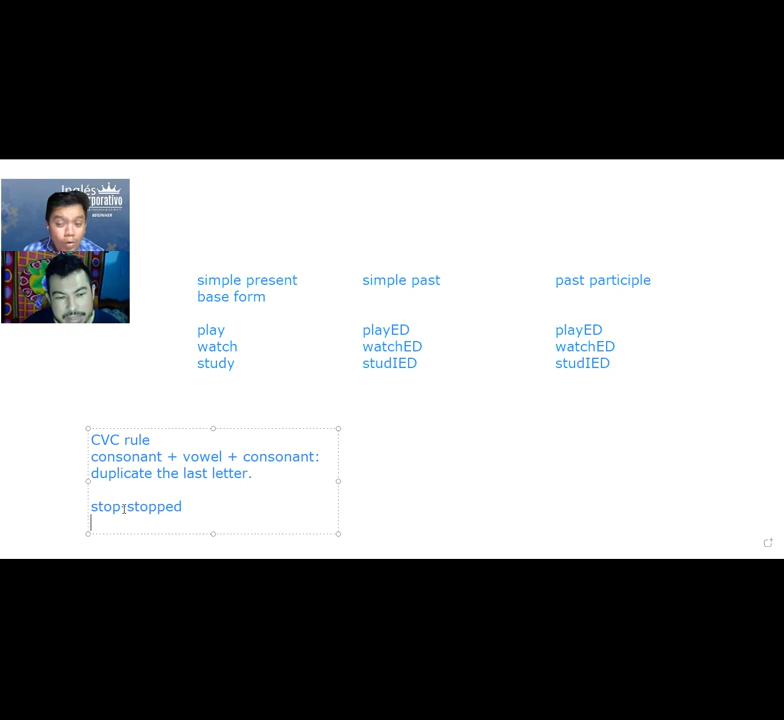 Inglés
BEGINNER
simple present simple past past participle
base form
play playED playED
watch watchED watchED
study studIED studIED
CVC rule
consonant + vowel + consonant:
duplicate the last letter.
stop-stopped